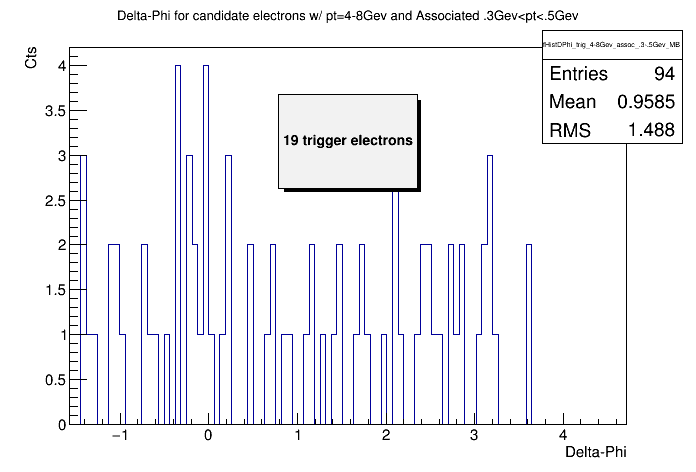 Delta-Phi for candidate electrons w/ pt=4-8Gev and Associated .3Gev<pt<.5Gev
Cts
fHistDPhi_trig_4-8Gev_assoc_.3-.5Gev_MB
Entries 94
Mean 0.9585
RMS 1.488
19 trigger electrons
4
3.5
3
2.5
2
1.5
1
0.5
0
−1 0 1 2 3 4
Delta-Phi